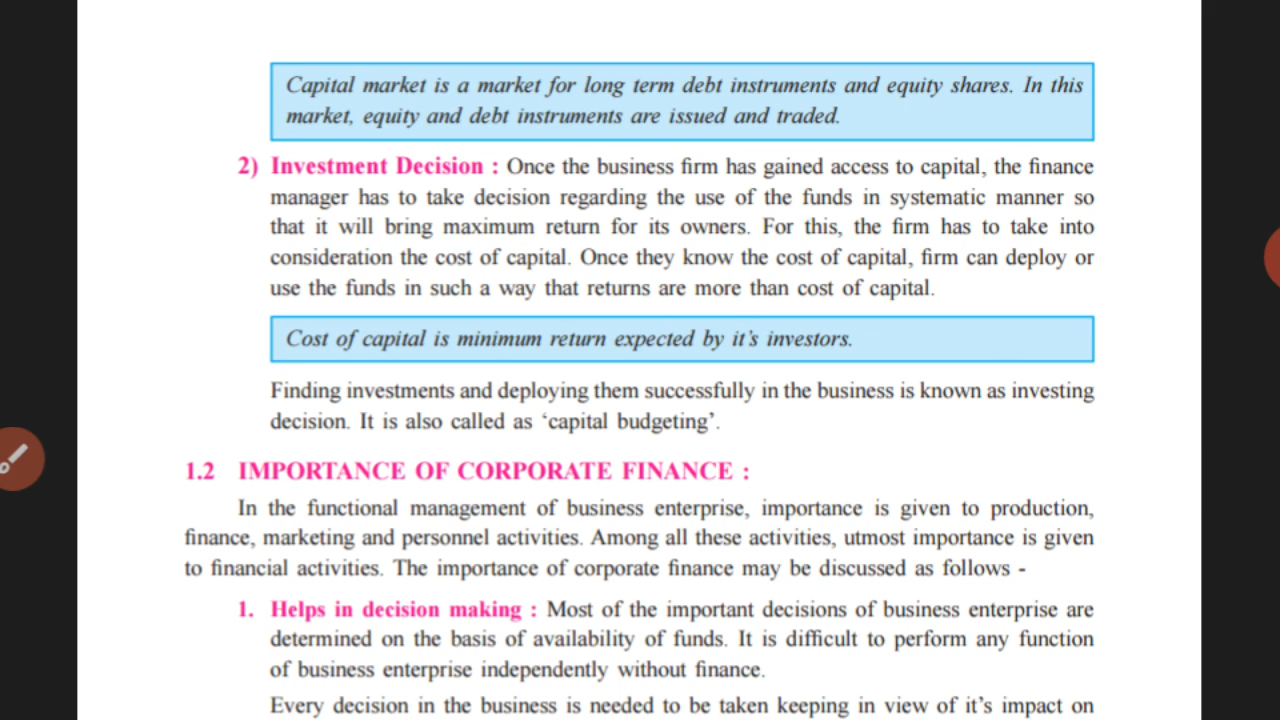 Capital market is a market for long term debt instruments and equity shares. In this
market, equity and debt instruments are issued and traded.
2) Investment Decision : Once the business firm has gained access to capital, the finance
manager has to take decision regarding the use of the funds in systematic manner so
that it will bring maximum return for its owners. For this, the firm has to take into
consideration the cost of capital. Once they know the cost of capital, firm can deploy or
use the funds in such a way that returns are more than cost of capital.
Cost of capital is minimum return expected by it's investors.
Finding investments and deploying them successfully in the business is known as investing
decision. It is also called as ‘capital budgeting’.
1.2 IMPORTANCE OF CORPORATE FINANCE :
In the functional management of business enterprise, importance is given to production,
finance, marketing and personnel activities. Among all these activities, utmost importance is given
to financial activities. The importance of corporate finance may be discussed as follows -
1. Helps in decision making : Most of the important decisions of business enterprise are
determined on the basis of availability of funds. It is difficult to perform any function
of business enterprise independently without finance.
Every decision in the business is needed to be taken keeping in view of it's impact on